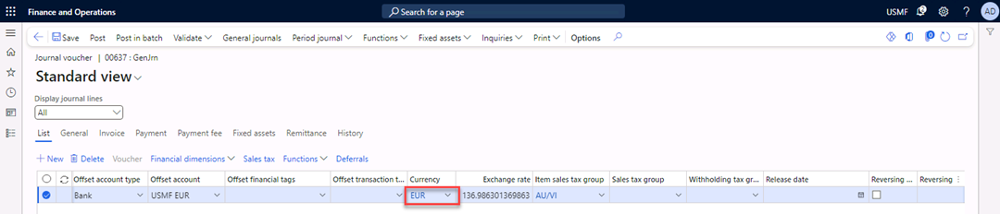 Finance and Operations Search for a page USMF 2 AD
Save Post Post in batch Validate General journals Period journal Functions Fixed assets Inquiries Print Options 0
Journal voucher | 00637 : GenJrn
Standard view
Display journal lines
All
List General Invoice Payment Payment fee Fixed assets Remittance History
New Delete Voucher Financial dimensions Sales tax Functions Deferrals
Offset account type Offset account Offset financial tags Offset transaction t... Currency Exchange rate Item sales tax group Sales tax group Withholding tax gr... Release date Reversing ... Reversing
Bank USMF EUR EUR 136.986301369863 AU/VI